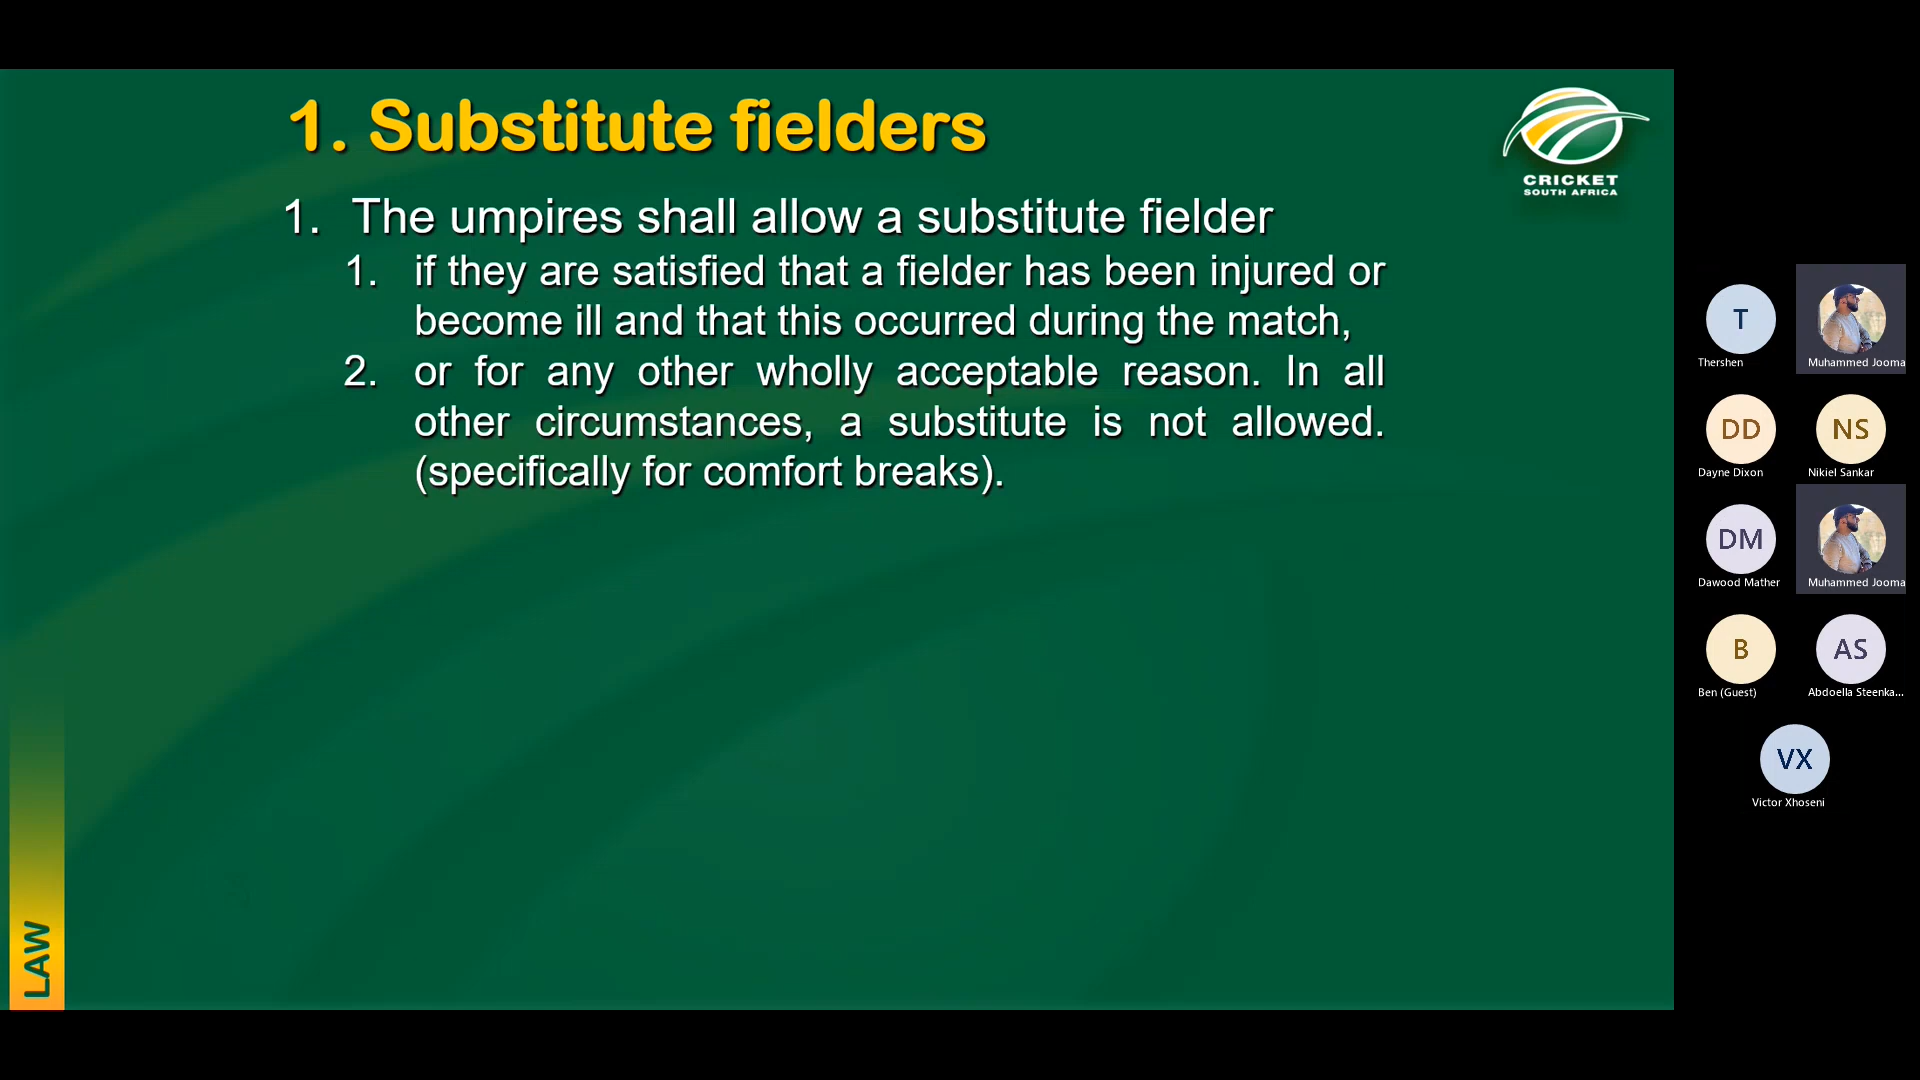 1. Substitute fielders
CRICKET
SOUTH AFRICA
1. The umpires shall allow a substitute fielder
1. if they are satisfied that a fielder has been injured or
become ill and that this occurred during the match,
2. or for any other wholly acceptable reason. In all
other circumstances, a substitute is not allowed.
(specifically for comfort breaks).
LAW
T
Thershen
Muhammed Jooma
DD
Dayne Dixon
NS
Nikiel Sankar
DM
Dawood Mather
Muhammed Jooma
B
Ben (Guest)
AS
Abdoella Steenka...
VX
Victor Xhoseni